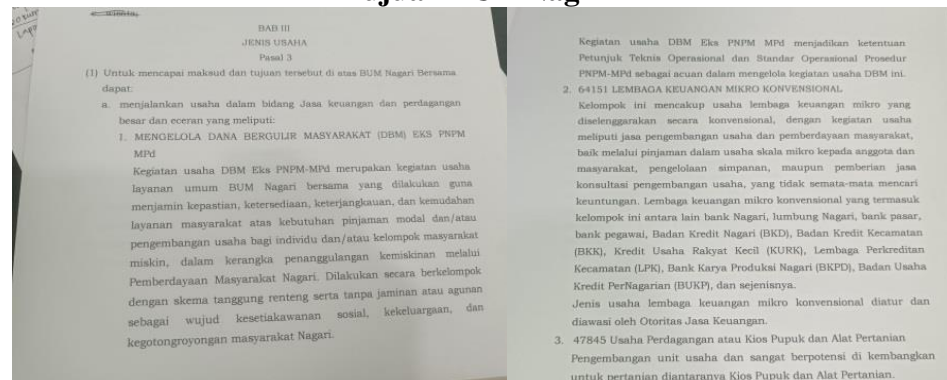 BAB III
JENIS USAHA
Pasal 3
(1) Untuk mencapai maksud dan tujuan tersebut di atas BUM Nagari Bersama
dapat:
a. menjalankan usaha dalam bidang Jasa keuangan dan perdagangan
besar dan eceran yang meliputi:
1. MENGELOLA DANA BERGULIR MASYARAKAT (DBM) EKS PNPM
MPd
Kegiatan usaha DBM Eks PNPM-MPd merupakan kegiatan usaha
layanan umum BUM Nagari bersama yang dilakukan guna
menjamin kepastian, ketersediaan, keterjangkauan, dan kemudahan
layanan masyarakat atas kebutuhan pinjaman modal dan/atau
pengembangan usaha bagi individu dan/atau kelompok masyarakat
miskin, dalam kerangka penanggulangan kemiskinan melalui
Pemberdayaan Masyarakat Nagari. Dilakukan secara berkelompok
dengan skema tanggung renteng serta tanpa jaminan atau agunan
sebagai wujud kesetiakawanan sosial, kekeluargaan, dan
kegotongroyongan masyarakat Nagari.
Kegiatan usaha DBM Eks PNPM MPd menjadikan ketentuan
Petunjuk Teknis Operasional dan Standar Operasional Prosedur
PNPM-MPd sebagai acuan dalam mengelola kegiatan usaha DBM ini.
2. 64151 LEMBAGA KEUANGAN MIKRO KONVENSIONAL
Kelompok ini mencakup usaha lembaga keuangan mikro yang
diselenggarakan secara konvensional, dengan kegiatan usaha
meliputi jasa pengembangan usaha dan pemberdayaan masyarakat,
baik melalui pinjaman dalam usaha skala mikro kepada anggota dan
masyarakat, pengelolaan simpanan, maupun pemberian jasa
konsultasi pengembangan usaha, yang tidak semata-mata mencari
keuntungan. Lembaga keuangan mikro konvensional yang termasuk
kelompok ini antara lain bank Nagari, lumbung Nagari, bank pasar,
bank pegawai, Badan Kredit Nagari (BKD), Badan Kredit Kecamatan
(BKK), Kredit Usaha Rakyat Kecil (KURK), Lembaga Perkreditan
Kecamatan (LPK), Bank Karya Produksi Nagari (BKPD), Badan Usaha
Kredit PerNagarian (BUKP), dan sejenisnya.
Jenis usaha lembaga keuangan mikro konvensional diatur dan
diawasi oleh Otoritas Jasa Keuangan.
3. 47845 Usaha Perdagangan atau Kios Pupuk dan Alat Pertanian
Pengembangan unit usaha dan sangat berpotensi di kembangkan
untuk pertanian diantaranya Kios Pupuk dan Alat Pertanian.